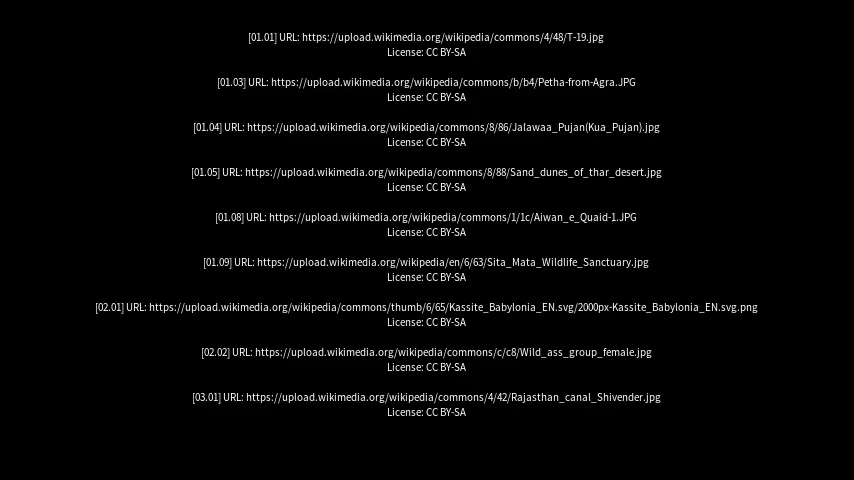 [01.01] URL: https://upload.wikimedia.org/wikipedia/commons/4/48/T-19.jpg
License: CC BY-SA
[01.03] URL: https://upload.wikimedia.org/wikipedia/commons/b/b4/Petha-from-Agra.JPG
License: CC BY-SA
[01.04] URL: https://upload.wikimedia.org/wikipedia/commons/8/86/Jalawaa_Pujan(Kua_Pujan).jpg
License: CC BY-SA
[01.05] URL: https://upload.wikimedia.org/wikipedia/commons/8/88/Sand_dunes_of_thar_desert.jpg
License: CC BY-SA
[01.08] URL: https://upload.wikimedia.org/wikipedia/commons/1/1c/Aiwan_e_Quaid-1.JPG
License: CC BY-SA
[01.09] URL: https://upload.wikimedia.org/wikipedia/en/6/63/Sita_Mata_Wildlife_Sanctuary.jpg
License: CC BY-SA
[02.01] URL: https://upload.wikimedia.org/wikipedia/commons/thumb/6/65/Kassite_Babylonia_EN.svg/2000px-Kassite_Babylonia_EN.svg.png
License: CC BY-SA
[02.02] URL: https://upload.wikimedia.org/wikipedia/commons/c/c8/Wild_ass_group_female.jpg
License: CC BY-SA
[03.01] URL: https://upload.wikimedia.org/wikipedia/commons/4/42/Rajasthan_canal_Shivender.jpg
License: CC BY-SA